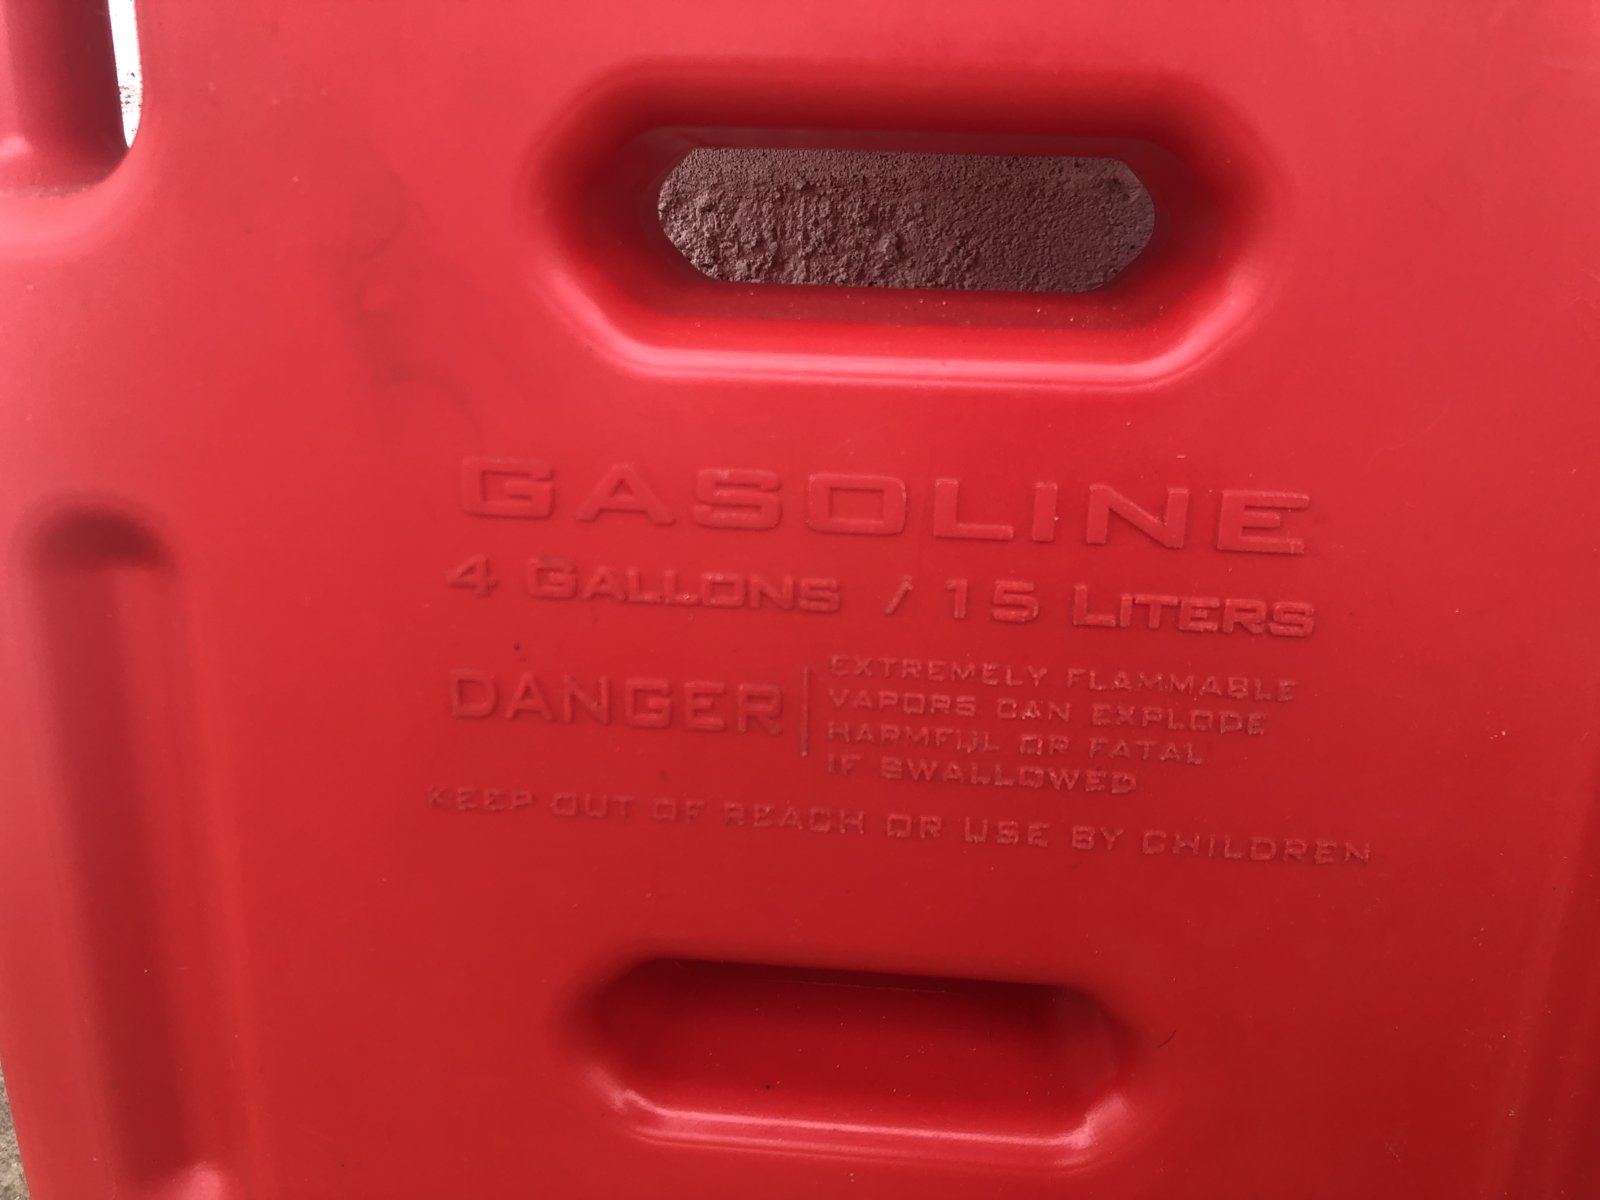 GASOLINE
4 GALLONS / 15 LITERS
DANGER
EXTREMELY FLAMMABLE
VAPORS CAN EXPLODE
HARMFUL OR FATAL
IF SWALLOWED
KEEP OUT OF REACH OR USE BY CHILDREN